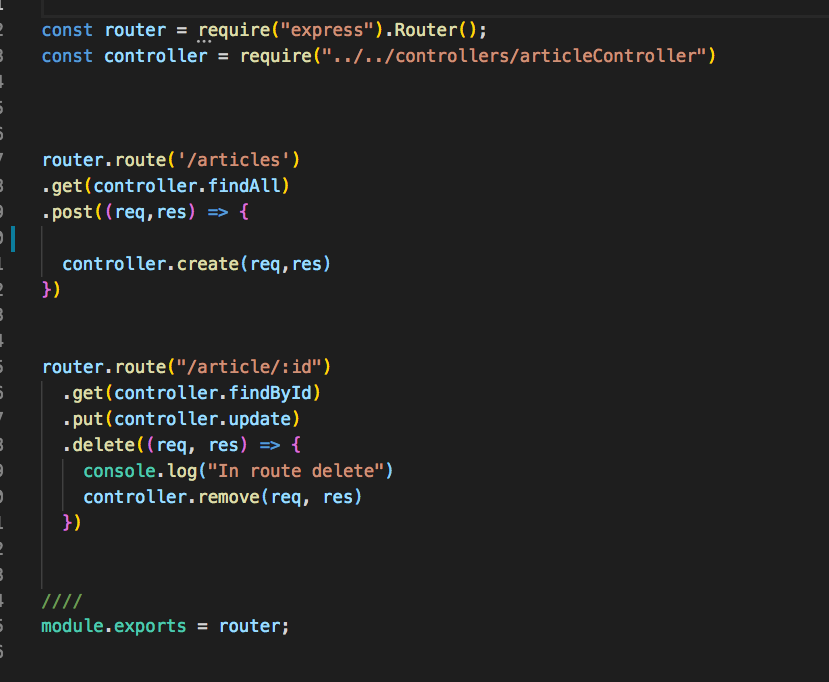 const router = require("express").Router();
const controller = require("../../controllers/articleController")
router.route('/articles')
.get(controller.findAll)
.post((req,res) => {
controller.create(req,res)
})
router.route("/article/:id")
.get(controller.findById)
.put(controller.update)
.delete((req, res) => {
console.log("In route delete")
controller.remove(req, res)
})
////
module.exports = router;